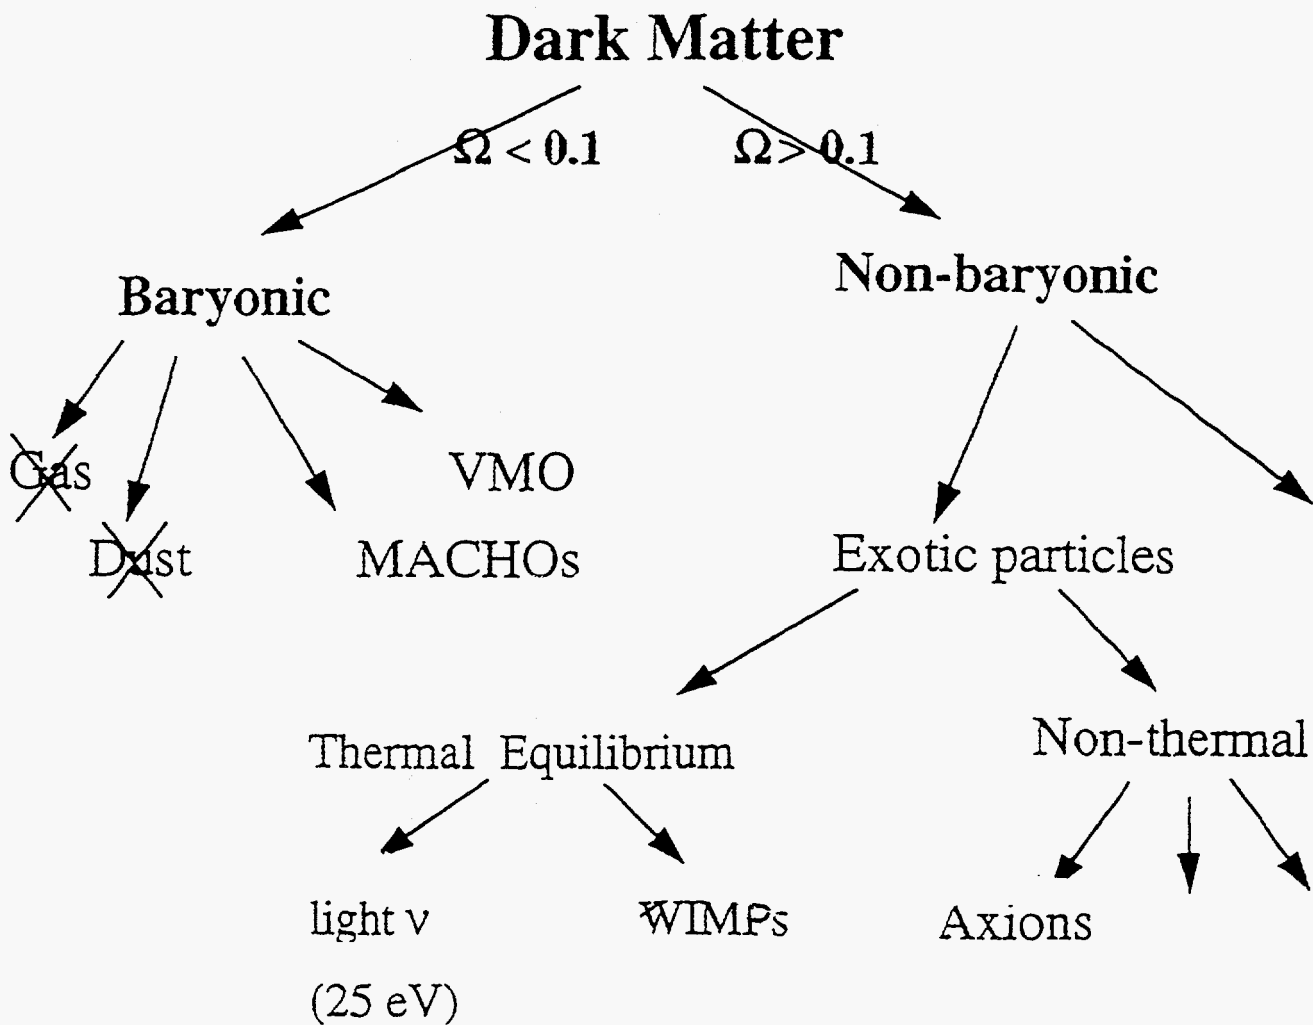 Dark Matter
Ω < 0.1
Ω > 0.1
Baryonic
Non-baryonic
Gas
VMO
Dust
MACHOs
Exotic particles
Thermal Equilibrium
Non-thermal
light ν
WIMPs
Axions
(25 eV)